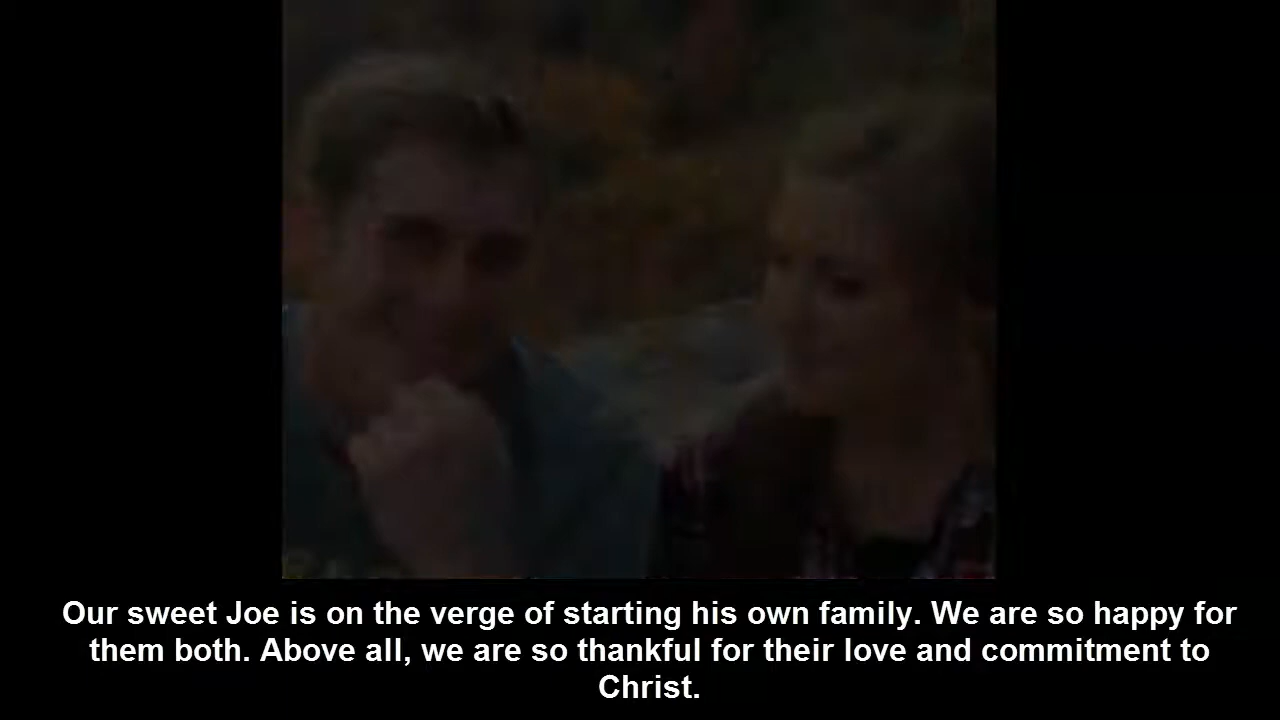 Our sweet Joe is on the verge of starting his own family. We are so happy for
them both. Above all, we are so thankful for their love and commitment to
Christ.